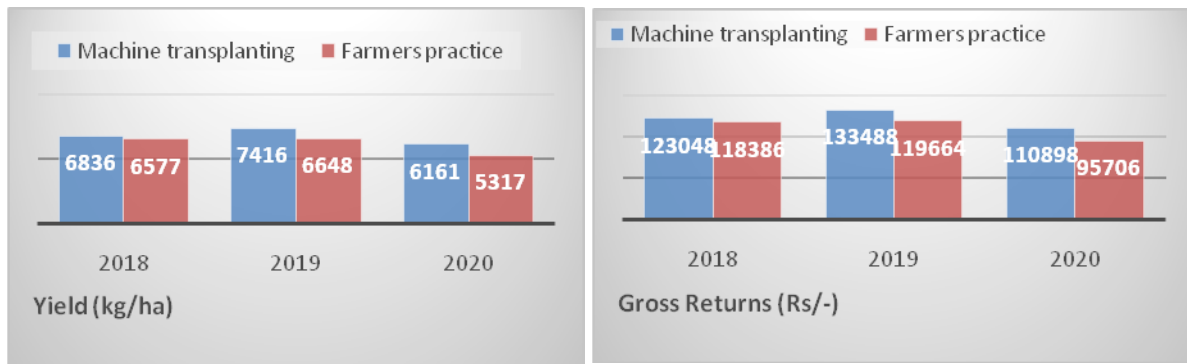 Machine transplanting Farmers practice
6836 6577 7416 6648 6161 5317
2018 2019 2020
Yield (kg/ha)
Machine transplanting Farmers practice
123048 118386 133488 119664 110898 95706
2018 2019 2020
Gross Returns (Rs/-)